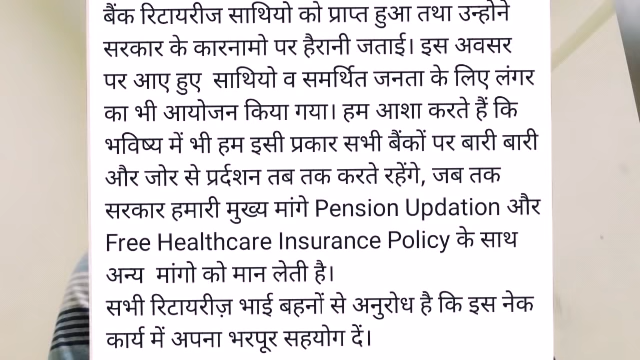 बैंक रिटायरीज साथियो को प्राप्त हुआ तथा उन्होने
सरकार के कारनामो पर हैरानी जताई। इस अवसर
पर आए हुए  साथियो व समर्थित जनता के लिए लंगर
का भी आयोजन किया गया। हम आशा करते हैं कि
भविष्य में भी हम इसी प्रकार सभी बैंकों पर बारी बारी
और जोर से प्रर्दशन तब तक करते रहेंगे, जब तक
सरकार हमारी मुख्य मांगे Pension Updation और
Free Healthcare Insurance Policy के साथ
अन्य  मांगो को मान लेती है।
सभी रिटायरीज़ भाई बहनों से अनुरोध है कि इस नेक
कार्य में अपना भरपूर सहयोग दें।